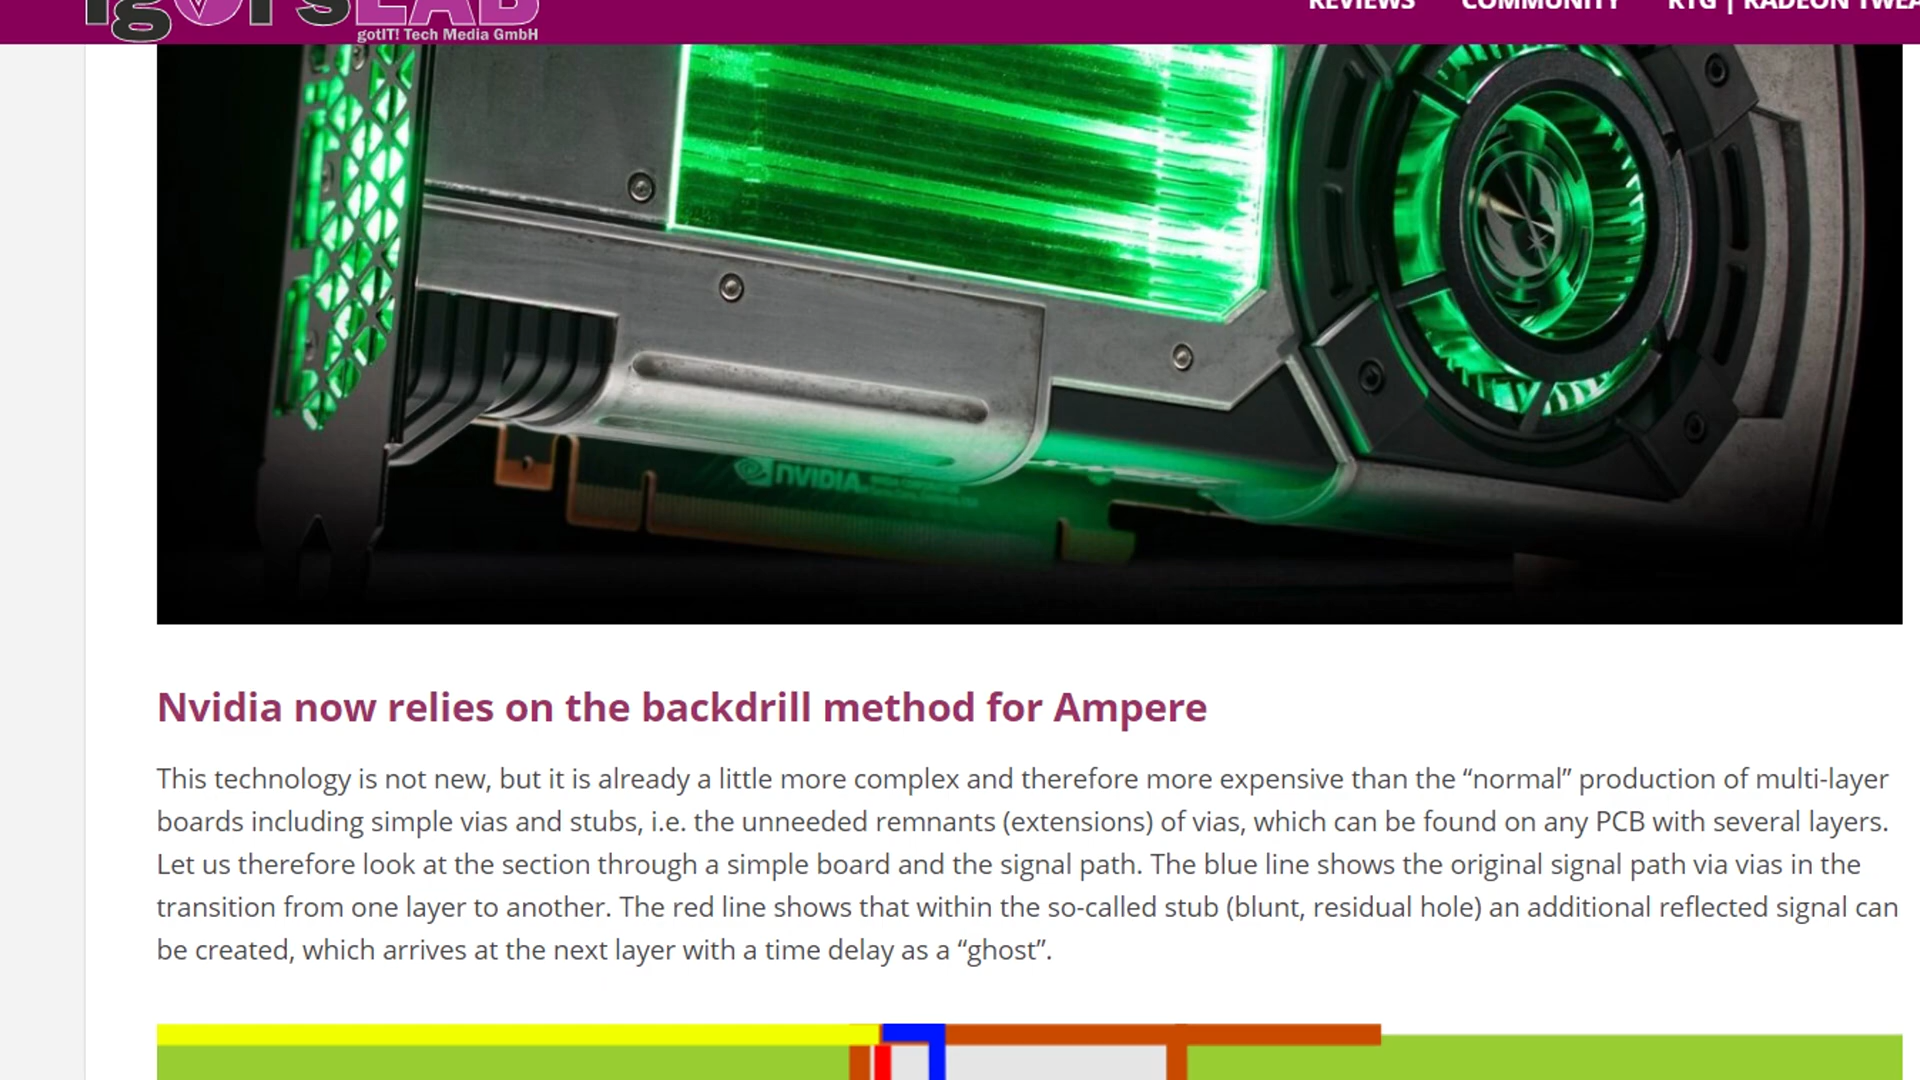 Igor'sLAB
gotIT! Tech Media GmbH
REVIEWS COMMUNITY RTG | RADEON TWEA
NVIDIA
Nvidia now relies on the backdrill method for Ampere
This technology is not new, but it is already a little more complex and therefore more expensive than the “normal” production of multi-layer
boards including simple vias and stubs, i.e. the unneeded remnants (extensions) of vias, which can be found on any PCB with several layers.
Let us therefore look at the section through a simple board and the signal path. The blue line shows the original signal path via vias in the
transition from one layer to another. The red line shows that within the so-called stub (blunt, residual hole) an additional reflected signal can
be created, which arrives at the next layer with a time delay as a “ghost”.